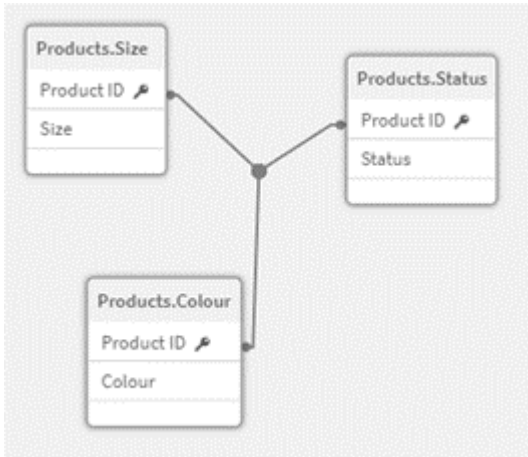 Products.Size
Product ID
Size
Products.Status
Product ID
Status
Products.Colour
Product ID
Colour